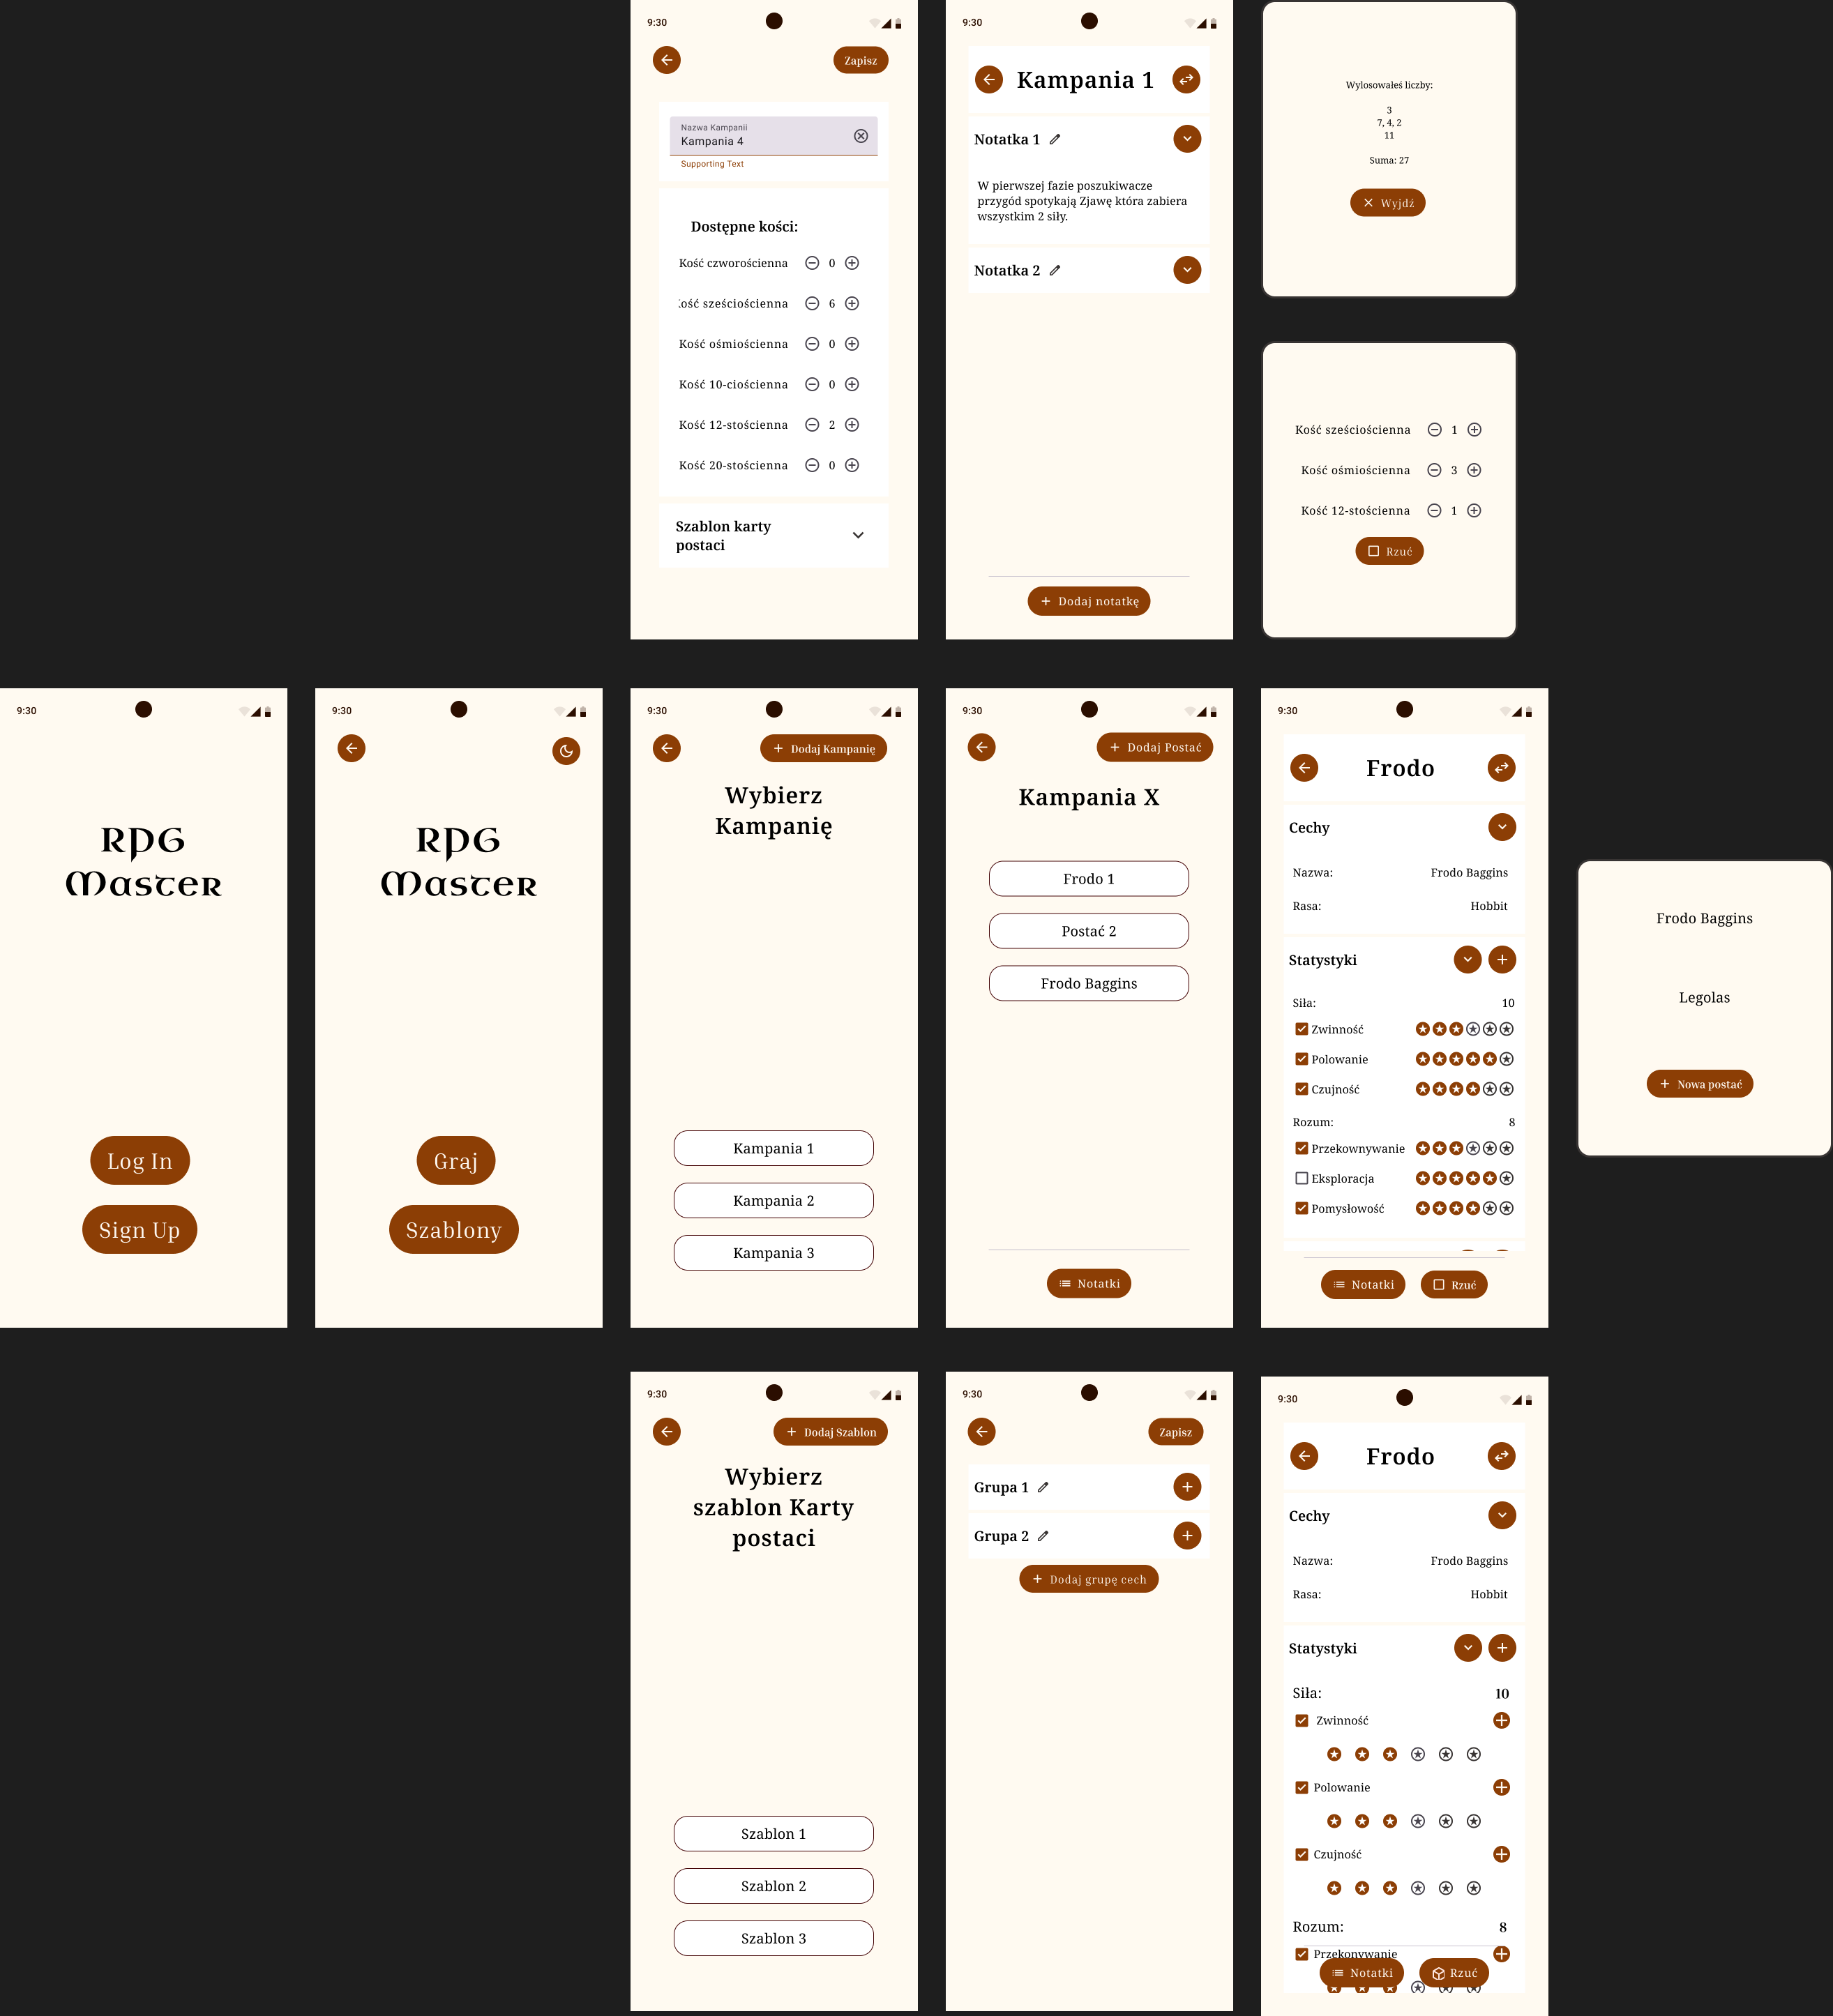 9:30
Zapisz
Nazwa Kampanii
Kampania 4
Supporting Text
Dostępne kości:
Kość czworościenna 0
ość sześciościenna 6
Kość ośmiościenna 0
Kość 10-ciościenna 0
Kość 12-stościenna 2
Kość 20-stościenna 0
Szablon karty
postaci
9:30
Kampania 1
Notatka 1
W pierwszej fazie poszukiwacze
przygód spotykają Zjawę która zabiera
wszystkim 2 siły.
Notatka 2
Dodaj notatkę
Wylosowałeś liczby:
3
7, 4, 2
11
Suma: 27
Wyjdź
Kość sześciościenna 1
Kość ośmiościenna 3
Kość 12-stościenna 1
Rzuć
9:30
RPG
Master
Log In
Sign Up
9:30
RPG
Master
Graj
Szablony
9:30
Dodaj Kampanię
Wybierz
Kampanię
Kampania 1
Kampania 2
Kampania 3
9:30
Dodaj Postać
Kampania X
Frodo 1
Postać 2
Frodo Baggins
Notatki
9:30
Frodo
Cechy
Nazwa: Frodo Baggins
Rasa: Hobbit
Statystyki
Siła: 10
Zwinność
Polowanie
Czujność
Rozum: 8
Przekownywanie
Eksploracja
Pomysłowość
Notatki
Rzuć
Frodo Baggins
Legolas
Nowa postać
9:30
Dodaj Szablon
Wybierz
szablon Karty
postaci
Szablon 1
Szablon 2
Szablon 3
9:30
Zapisz
Grupa 1
Grupa 2
Dodaj grupę cech
9:30
Frodo
Cechy
Nazwa: Frodo Baggins
Rasa: Hobbit
Statystyki
Siła: 10
Zwinność
Polowanie
Czujność
Rozum: 8
Przekonywanie
Notatki
Rzuć